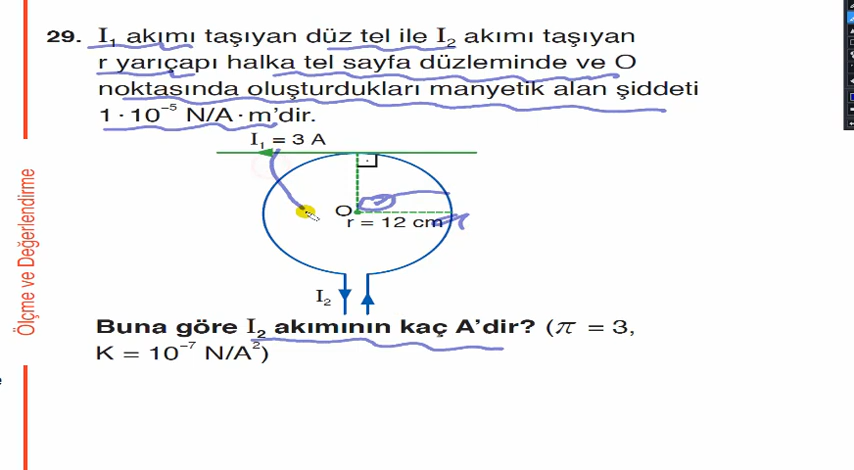 29. I₁ akımı taşıyan düz tel ile I₂ akımı taşıyan
r yarıçapı halka tel sayfa düzleminde ve O
noktasında oluşturdukları manyetik alan şiddeti
1·10⁻⁵ N/A·m'dir.
I₁ = 3 A
O
r = 12 cm
I₂
Buna göre I₂ akımının kaç A'dir? (π = 3,
K = 10⁻⁷ N/A²)
Ölçme ve Değerlendirme